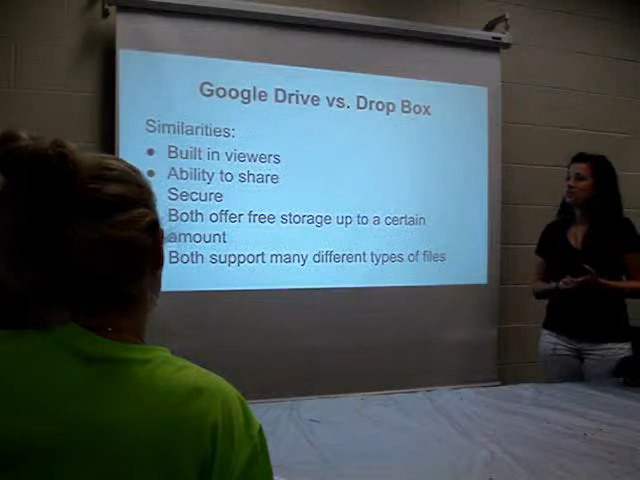 Google Drive vs. Drop Box
Similarities:
● Built in viewers
● Ability to share
Secure
Both offer free storage up to a certain
amount
Both support many different types of files